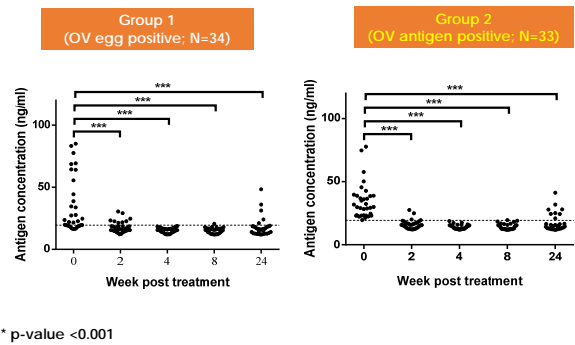 Group 1
(OV egg positive; N=34)
Group 2
(OV antigen positive; N=33)
Antigen concentration (ng/ml)
100
50
0
***
***
***
***
0 2 4 8 24
Week post treatment
Antigen concentration (ng/ml)
100
50
0
***
***
***
***
0 2 4 8 24
Week post treatment
* p-value <0.001